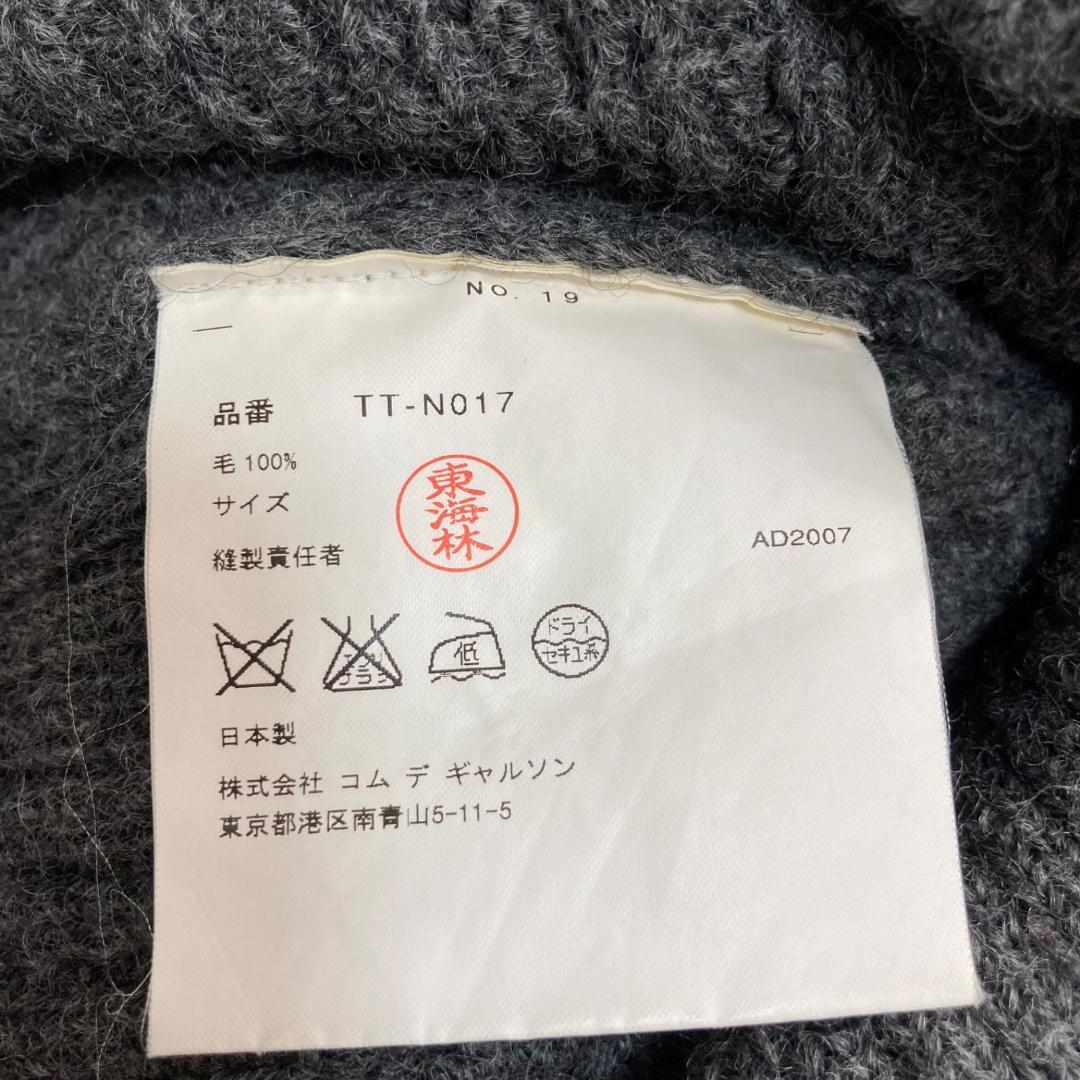 NO. 19
品番 TT-N017
毛 100%
サイズ
東海林
縫製責任者
AD2007
低
ドライ
セキユ系
日本製
株式会社 コム デ ギャルソン
東京都港区南青山5-11-5